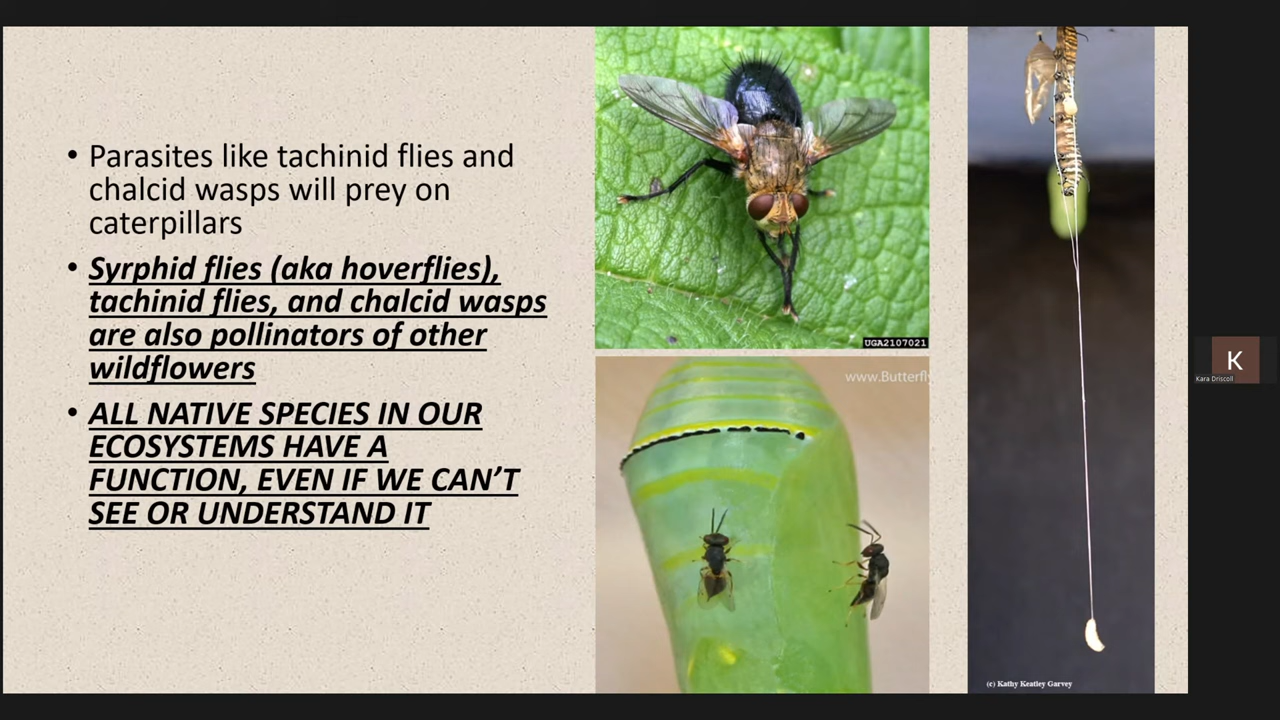 • Parasites like tachinid flies and
chalcid wasps will prey on
caterpillars
• Syrphid flies (aka hoverflies),
tachinid flies, and chalcid wasps
are also pollinators of other
wildflowers
• ALL NATIVE SPECIES IN OUR
ECOSYSTEMS HAVE A
FUNCTION, EVEN IF WE CAN’T
SEE OR UNDERSTAND IT
UGA2107021
www.Butterfl
(c) Kathy Keatley Garvey
K
Kara Driscoll